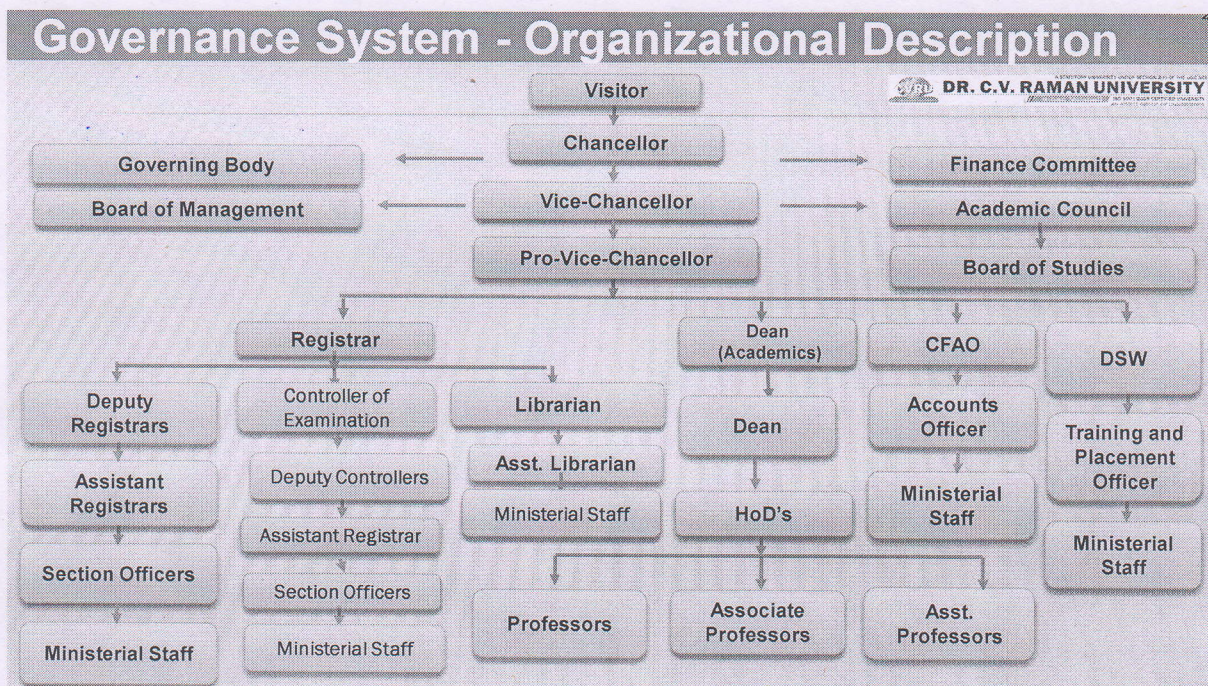 Governance System - Organizational Description
DR. C.V. RAMAN UNIVERSITY
Visitor
Chancellor
Governing Body
Finance Committee
Vice-Chancellor
Board of Management
Academic Council
Pro-Vice-Chancellor
Board of Studies
Registrar
Dean
(Academics)
CFAO
DSW
Deputy
Registrars
Controller of
Examination
Librarian
Dean
Accounts
Officer
Training and
Placement
Officer
Assistant
Registrars
Deputy Controllers
Asst. Librarian
Ministerial Staff
HoD's
Ministerial
Staff
Ministerial
Staff
Assistant Registrar
Section Officers
Section Officers
Professors
Associate
Professors
Asst.
Professors
Ministerial Staff
Ministerial Staff